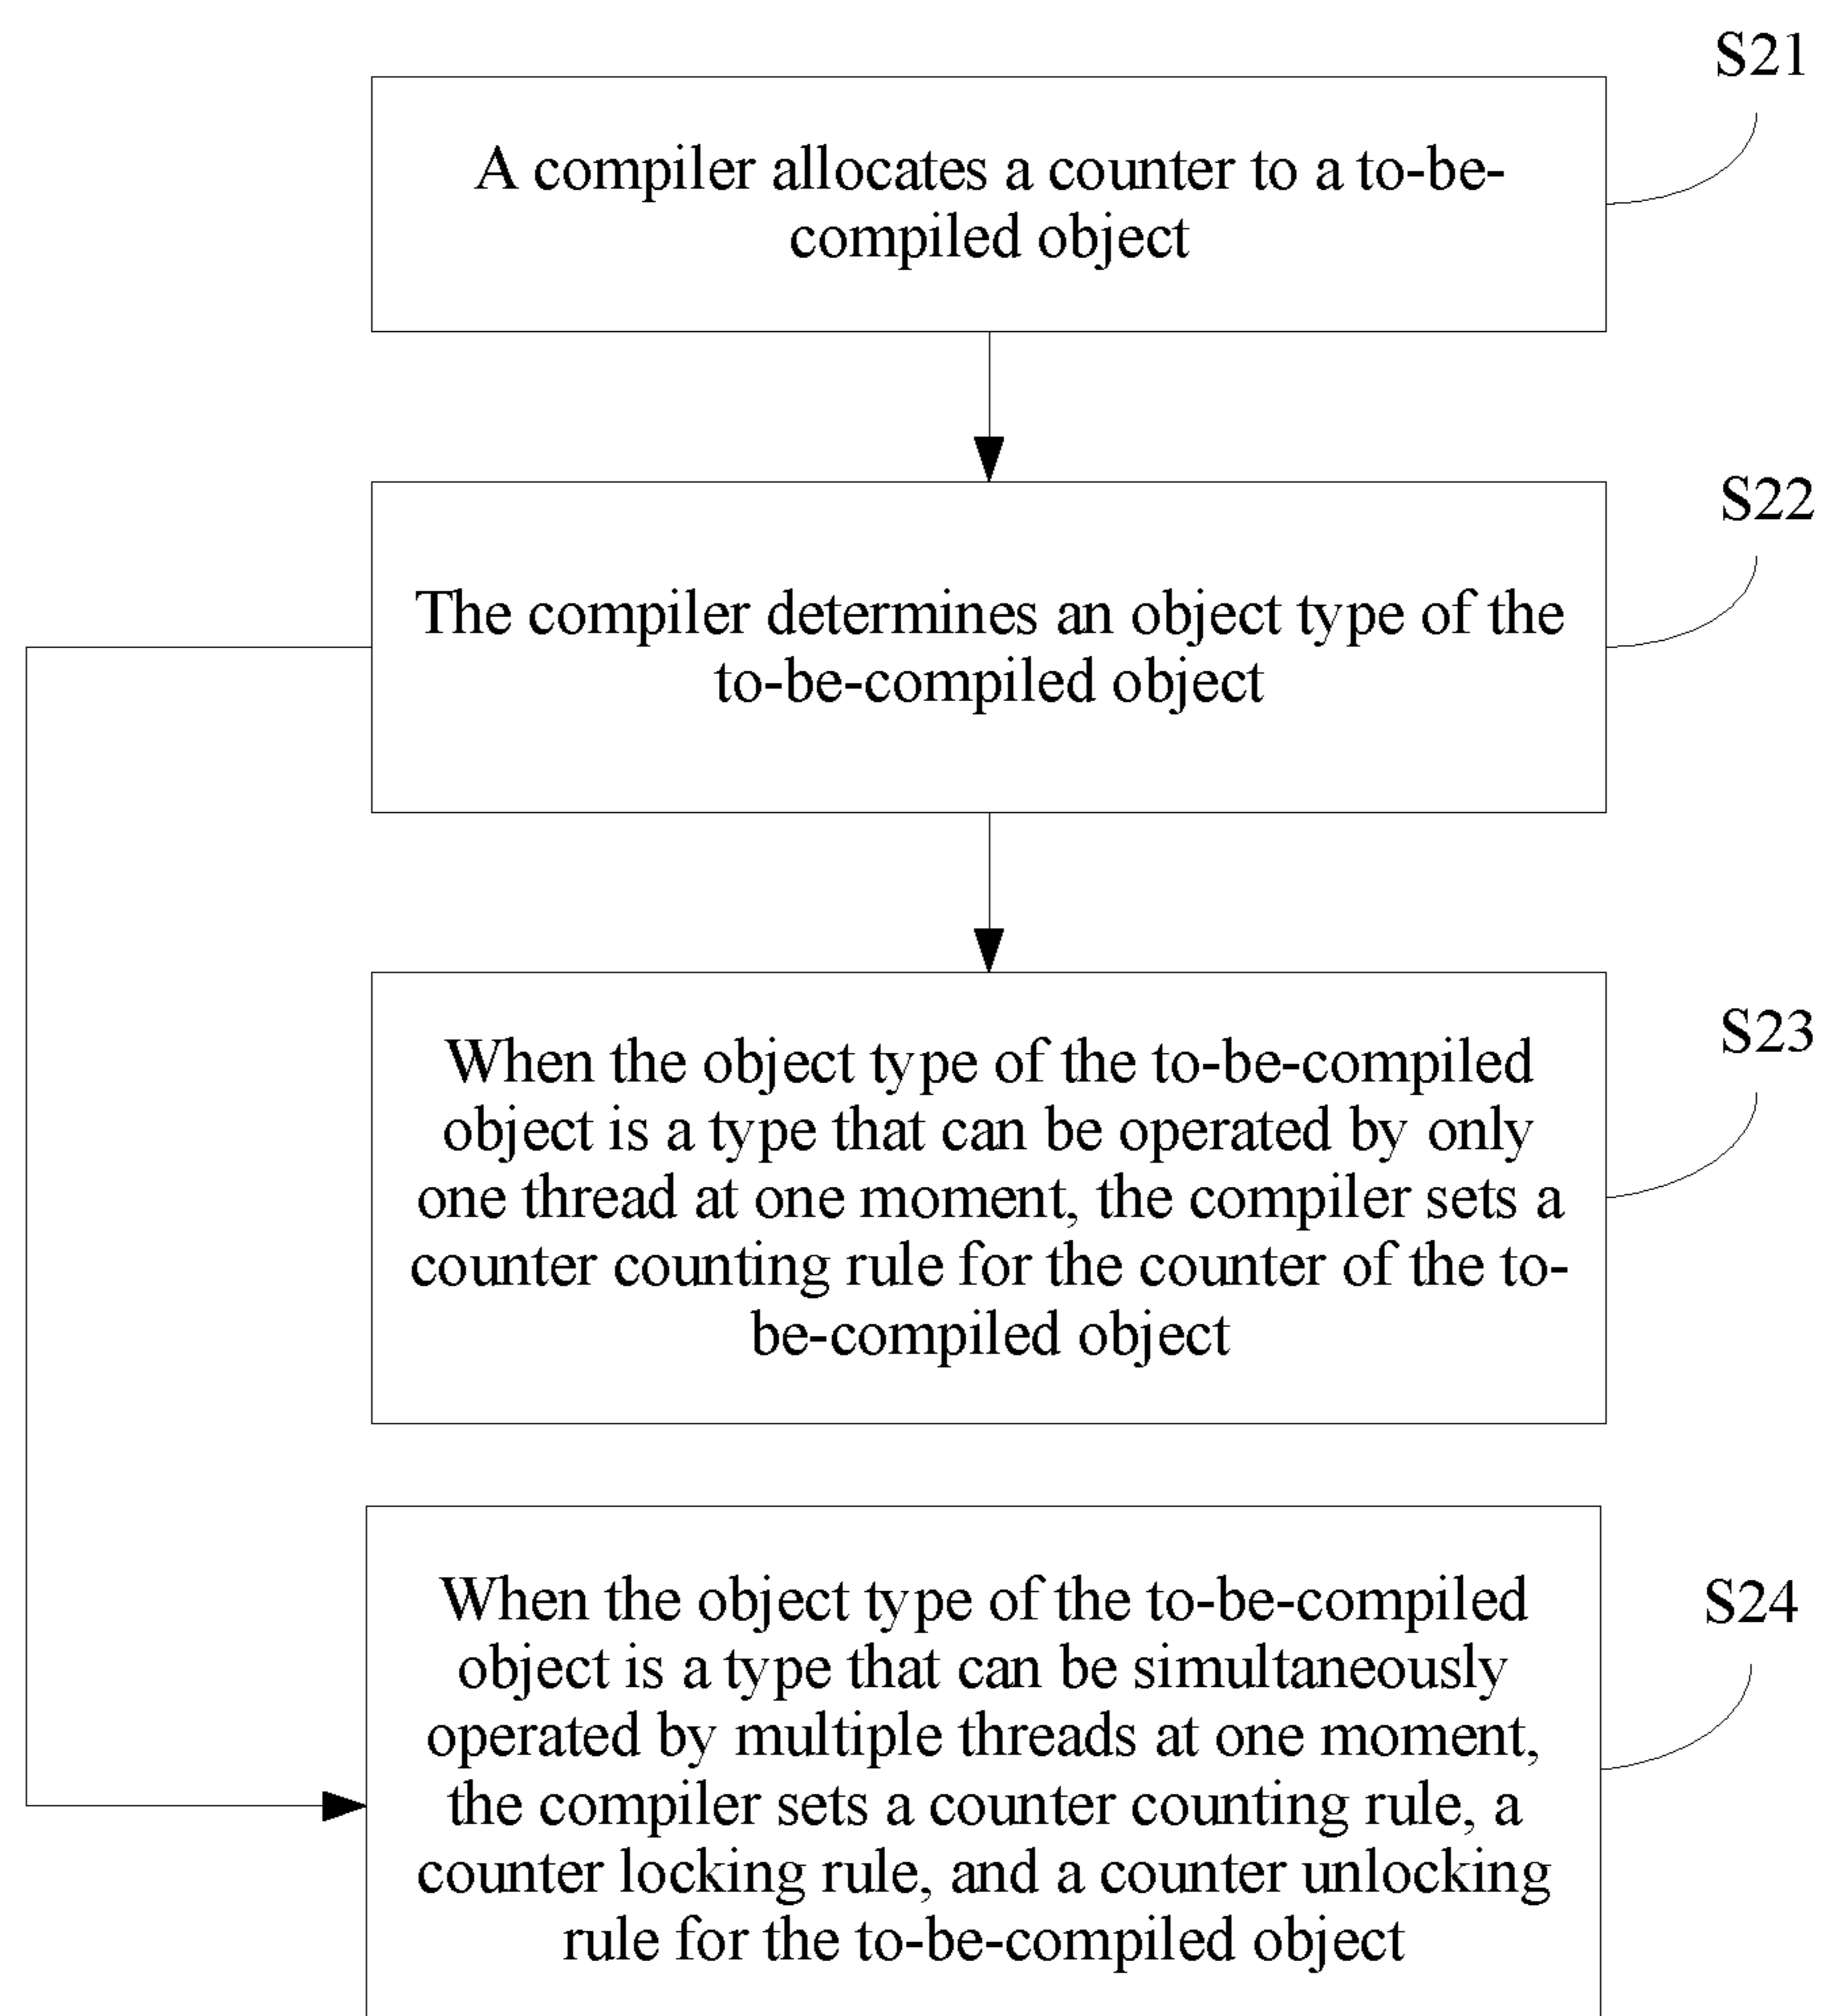 S21
A compiler allocates a counter to a to-be-
compiled object
S22
The compiler determines an object type of the
to-be-compiled object
S23
When the object type of the to-be-compiled
object is a type that can be operated by only
one thread at one moment, the compiler sets a
counter counting rule for the counter of the to-
be-compiled object
S24
When the object type of the to-be-compiled
object is a type that can be simultaneously
operated by multiple threads at one moment,
the compiler sets a counter counting rule, a
counter locking rule, and a counter unlocking
rule for the to-be-compiled object